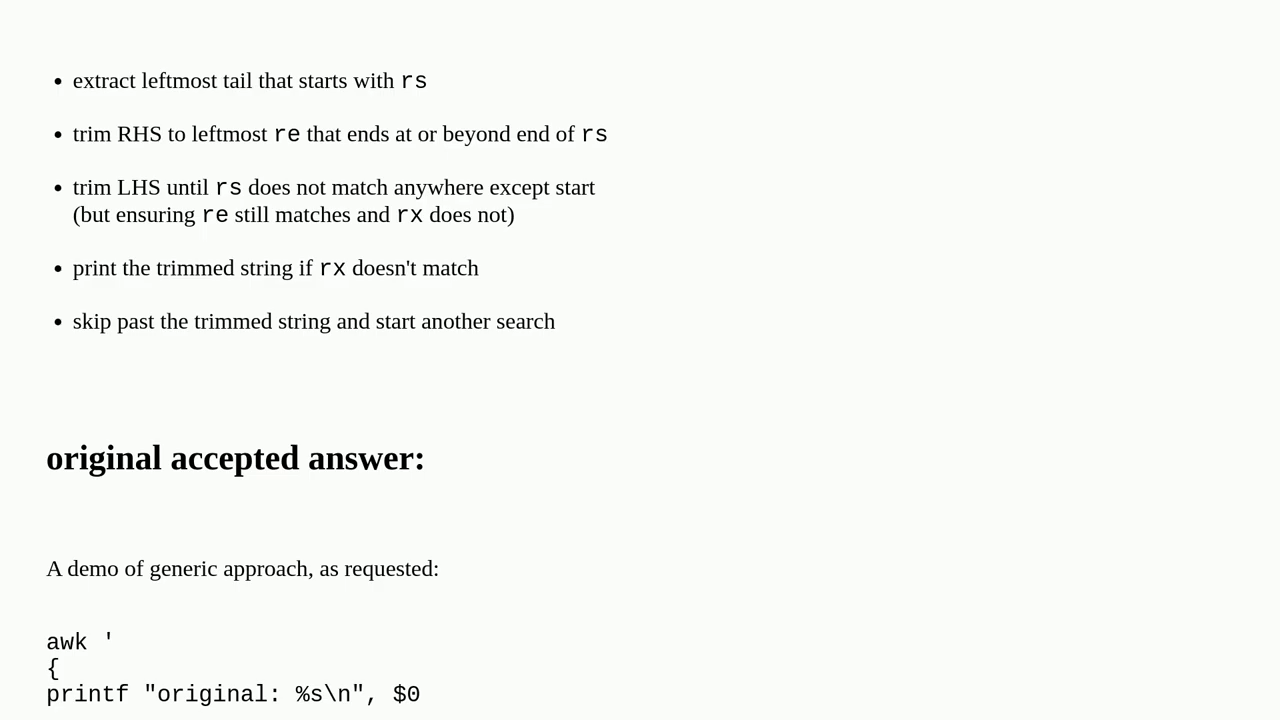 • extract leftmost tail that starts with rs
• trim RHS to leftmost re that ends at or beyond end of rs
• trim LHS until rs does not match anywhere except start
(but ensuring re still matches and rx does not)
• print the trimmed string if rx doesn't match
• skip past the trimmed string and start another search
original accepted answer:
A demo of generic approach, as requested:
awk '
{
printf "original: %s\n", $0